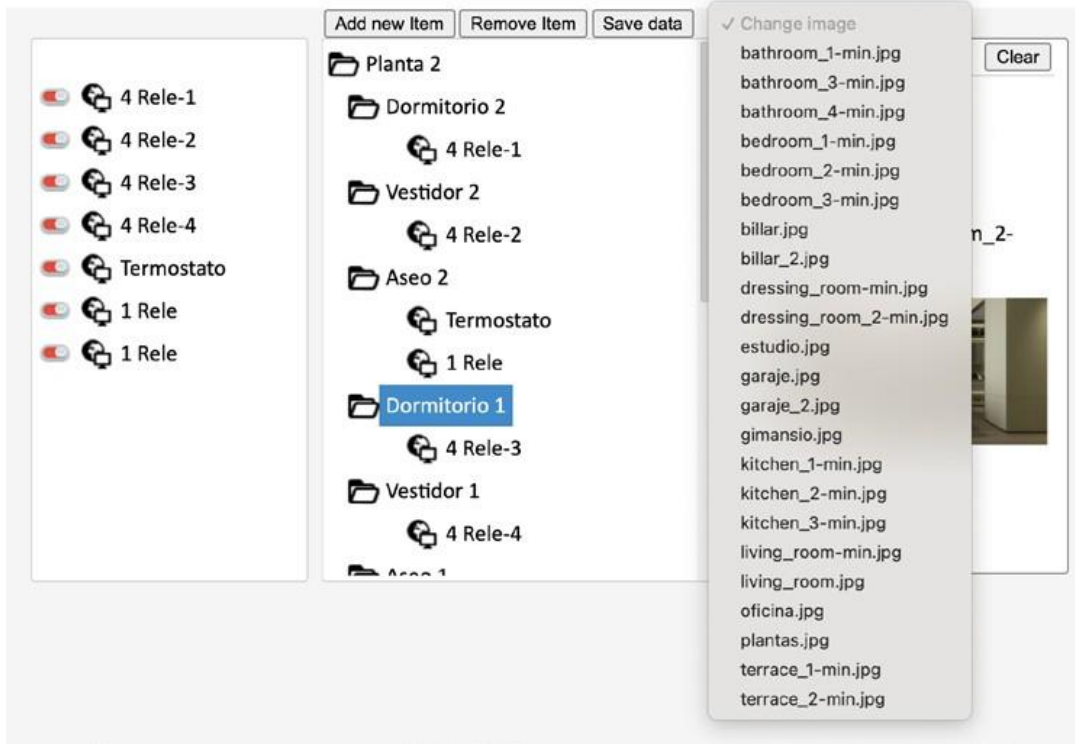 Add new Item
Remove Item
Save data
✓ Change image
bathroom_1-min.jpg
bathroom_3-min.jpg
bathroom_4-min.jpg
bedroom_1-min.jpg
bedroom_2-min.jpg
bedroom_3-min.jpg
billar.jpg
billar_2.jpg
dressing_room-min.jpg
dressing_room_2-min.jpg
estudio.jpg
garaje.jpg
garaje_2.jpg
gimansio.jpg
kitchen_1-min.jpg
kitchen_2-min.jpg
kitchen_3-min.jpg
living_room-min.jpg
living_room.jpg
oficina.jpg
plantas.jpg
terrace_1-min.jpg
terrace_2-min.jpg
Clear
4 Rele-1
4 Rele-2
4 Rele-3
4 Rele-4
Termostato
1 Rele
1 Rele
Planta 2
Dormitorio 2
4 Rele-1
Vestidor 2
4 Rele-2
Aseo 2
Termostato
1 Rele
Dormitorio 1
4 Rele-3
Vestidor 1
4 Rele-4
Aseo 1